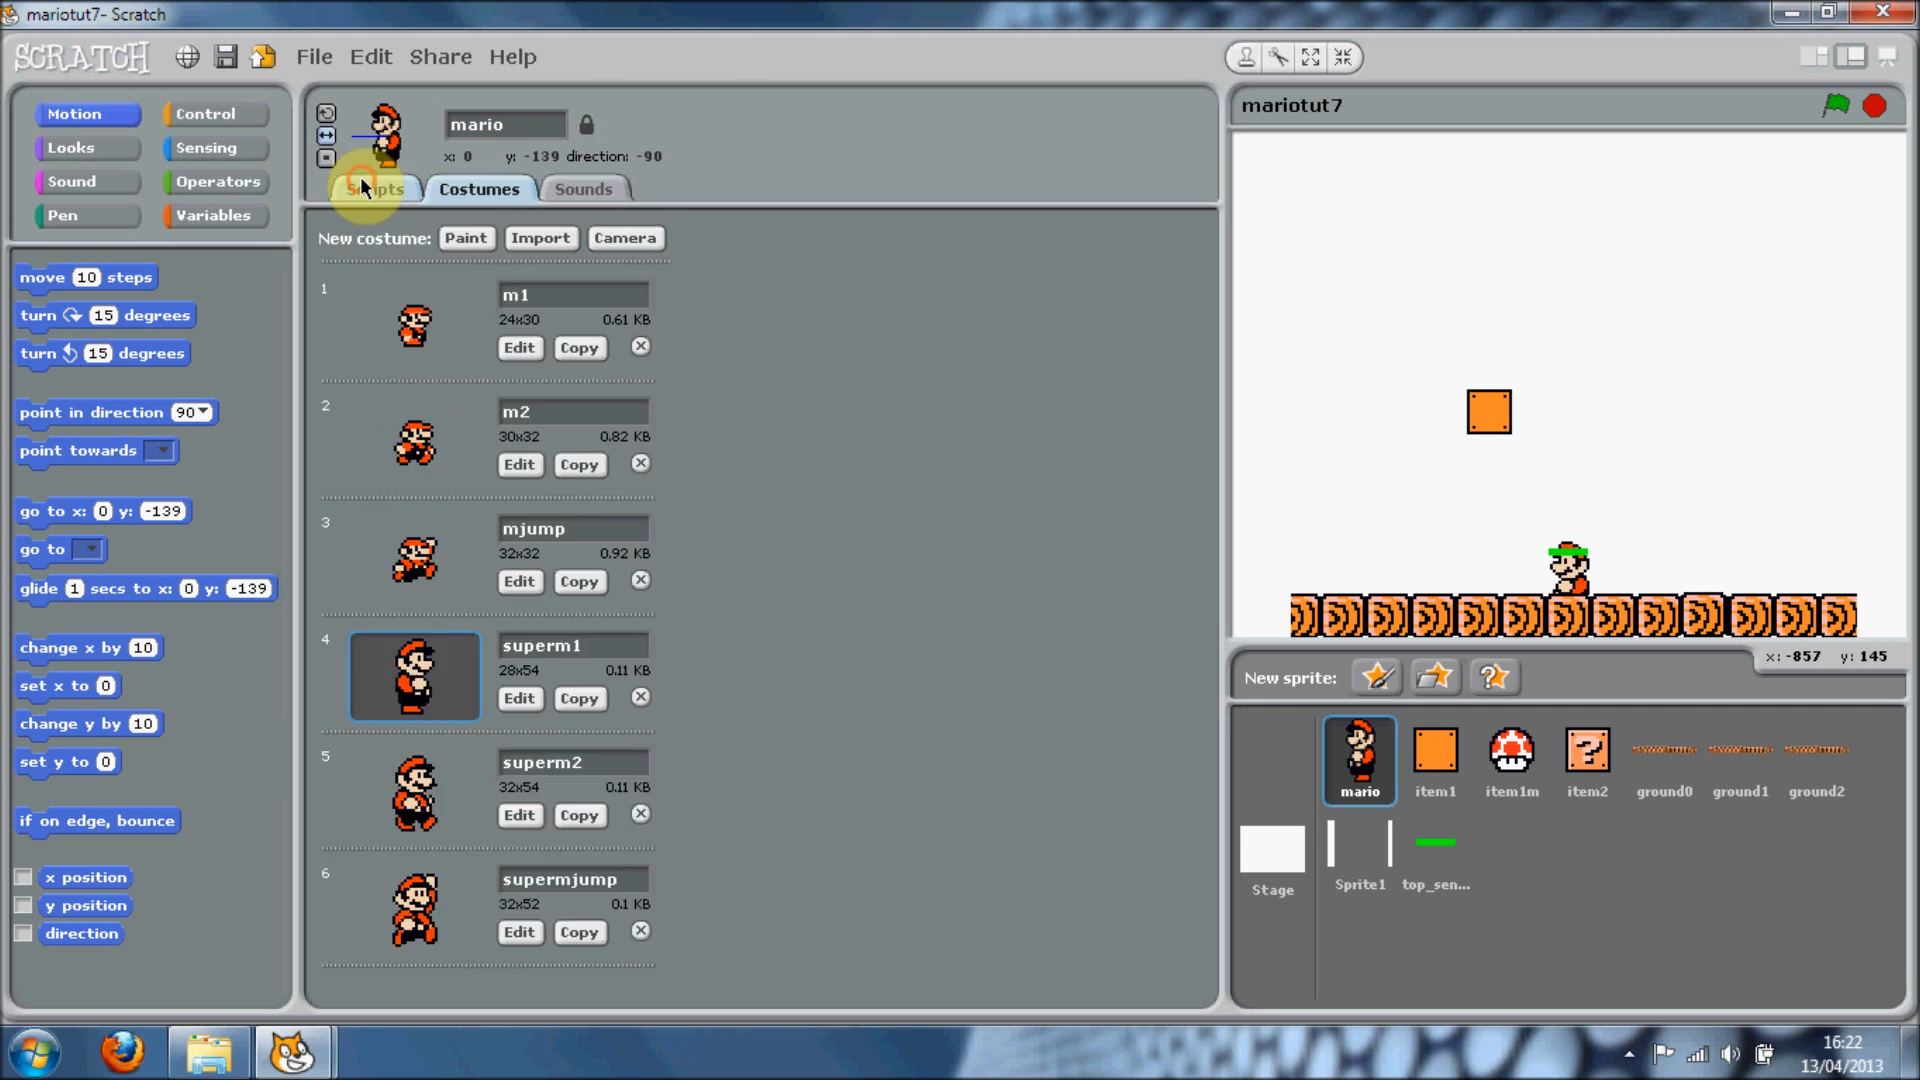 mariotut7- Scratch
SCRATCH File Edit Share Help
Motion Control
Looks Sensing
Sound Operators
Pen Variables
move 10 steps
turn 15 degrees
turn 15 degrees
point in direction 90
point towards
go to x: 0 y: -139
go to
glide 1 secs to x: 0 y: -139
change x by 10
set x to 0
change y by 10
set y to 0
if on edge, bounce
x position
y position
direction
mario
x: 0 y: -139 direction: -90
Scripts Costumes Sounds
New costume: Paint Import Camera
1 m1
24x30 0.61 KB
Edit Copy
2 m2
30x32 0.82 KB
Edit Copy
3 mjump
32x32 0.92 KB
Edit Copy
4 superm1
28x54 0.11 KB
Edit Copy
5 superm2
32x54 0.11 KB
Edit Copy
6 supermjump
32x52 0.1 KB
Edit Copy
mariotut7
x: -857 y: 145
New sprite:
mario item1 item1m item2 ground0 ground1 ground2
Stage Sprite1 top_sen...
16:22
13/04/2013